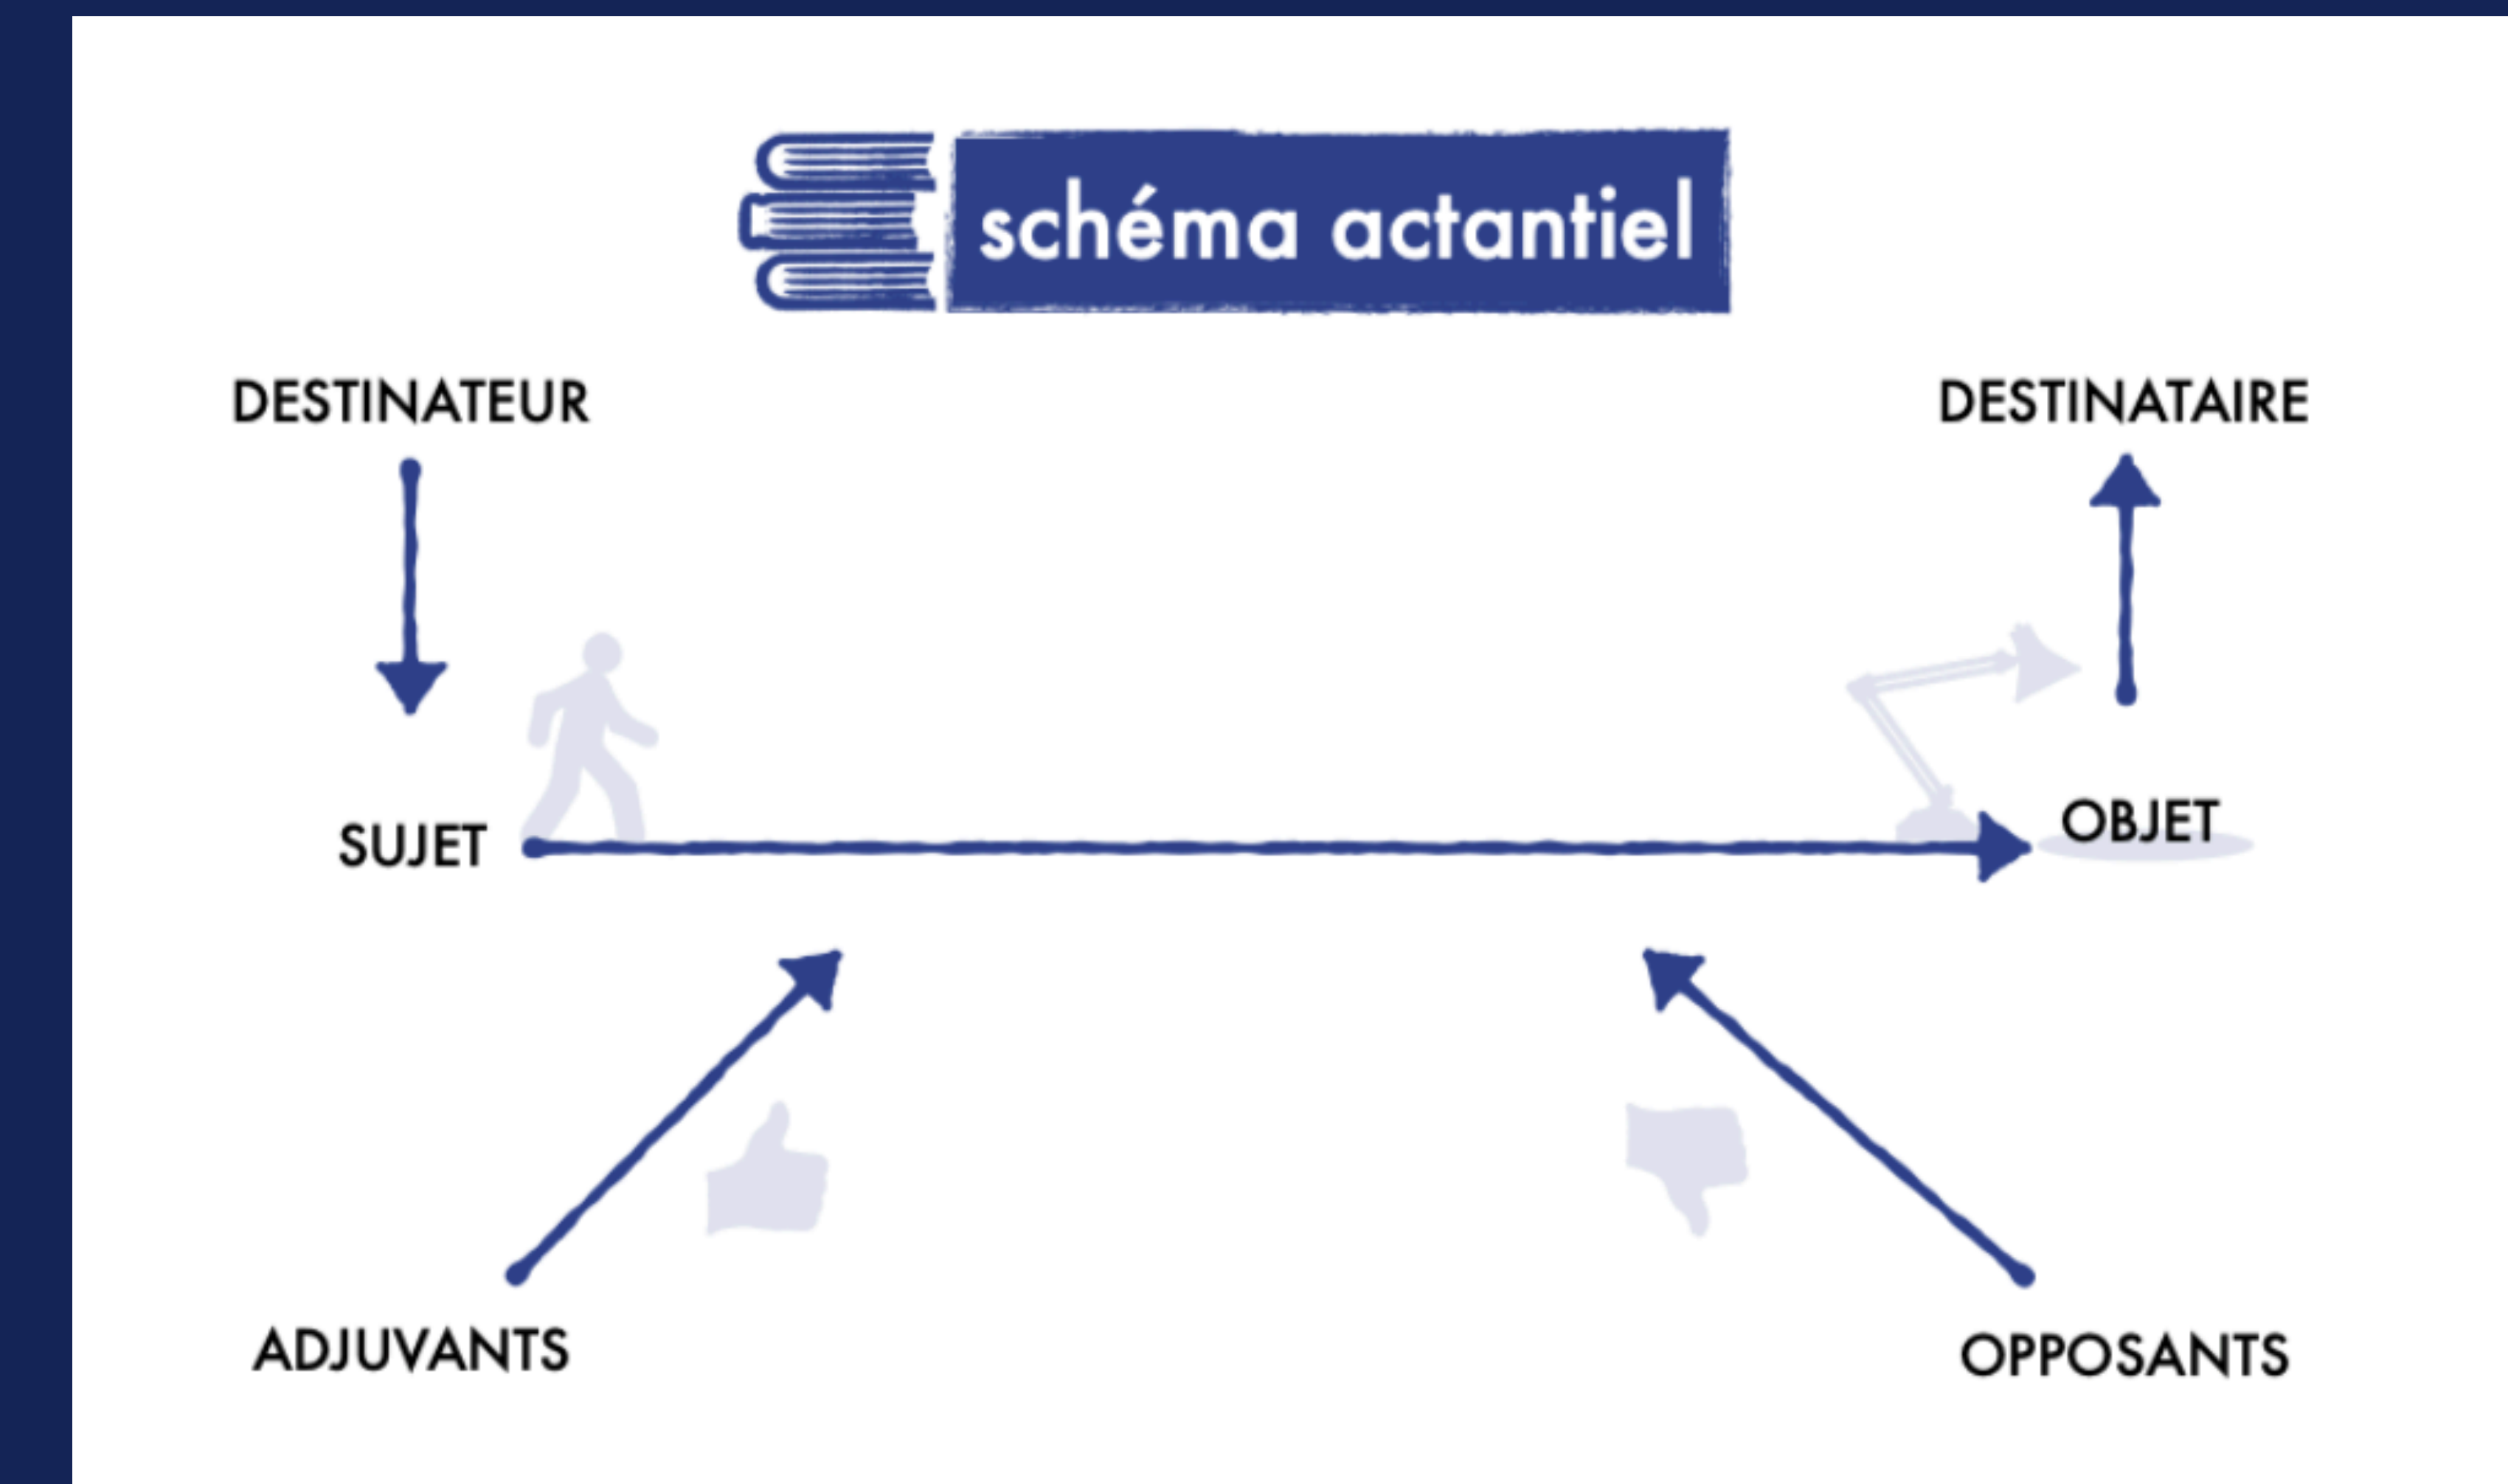 schéma actantiel
DESTINATEUR
DESTINATAIRE
SUJET
OBJET
ADJUVANTS
OPPOSANTS